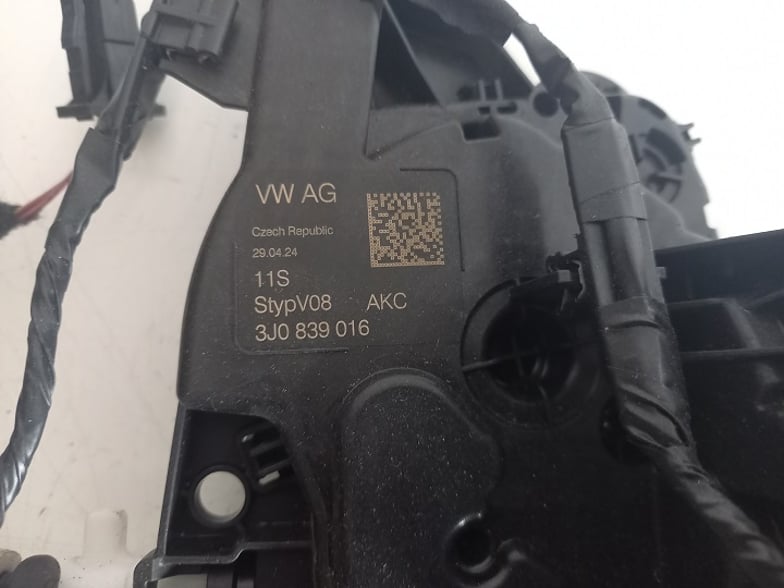 VW AG
Czech Republic
29.04.24
11S
StypV08 AKC
3J0 839 016